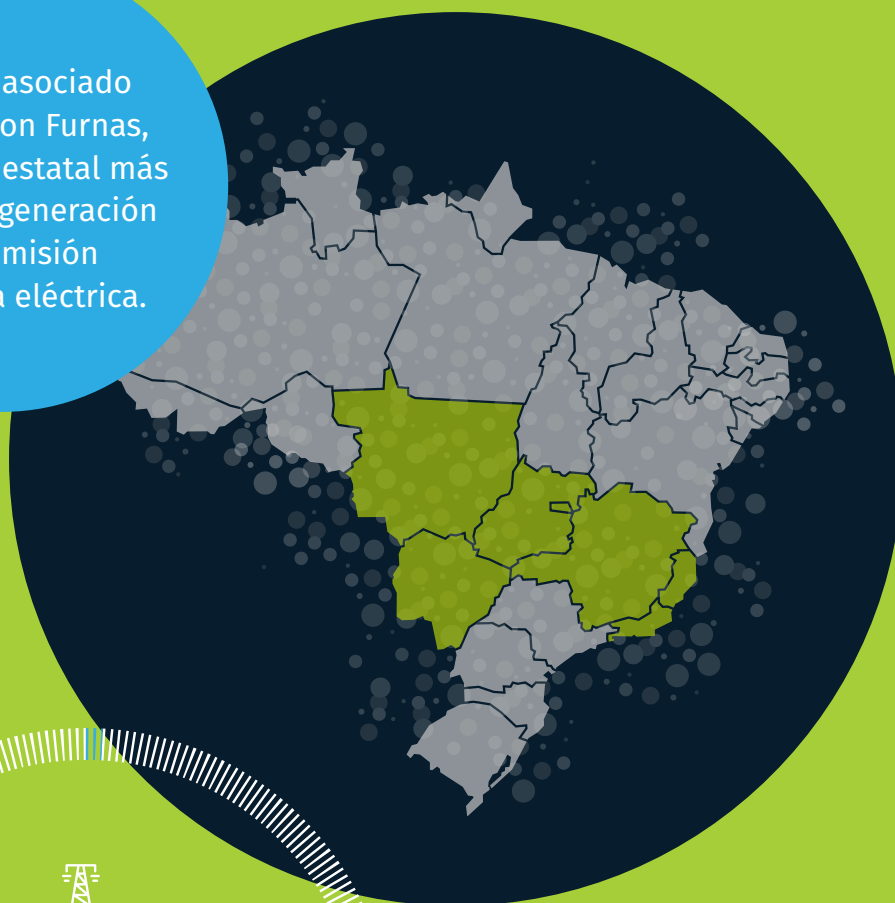 asociado
on Furnas,
estatal más
generación
misión
a eléctrica.